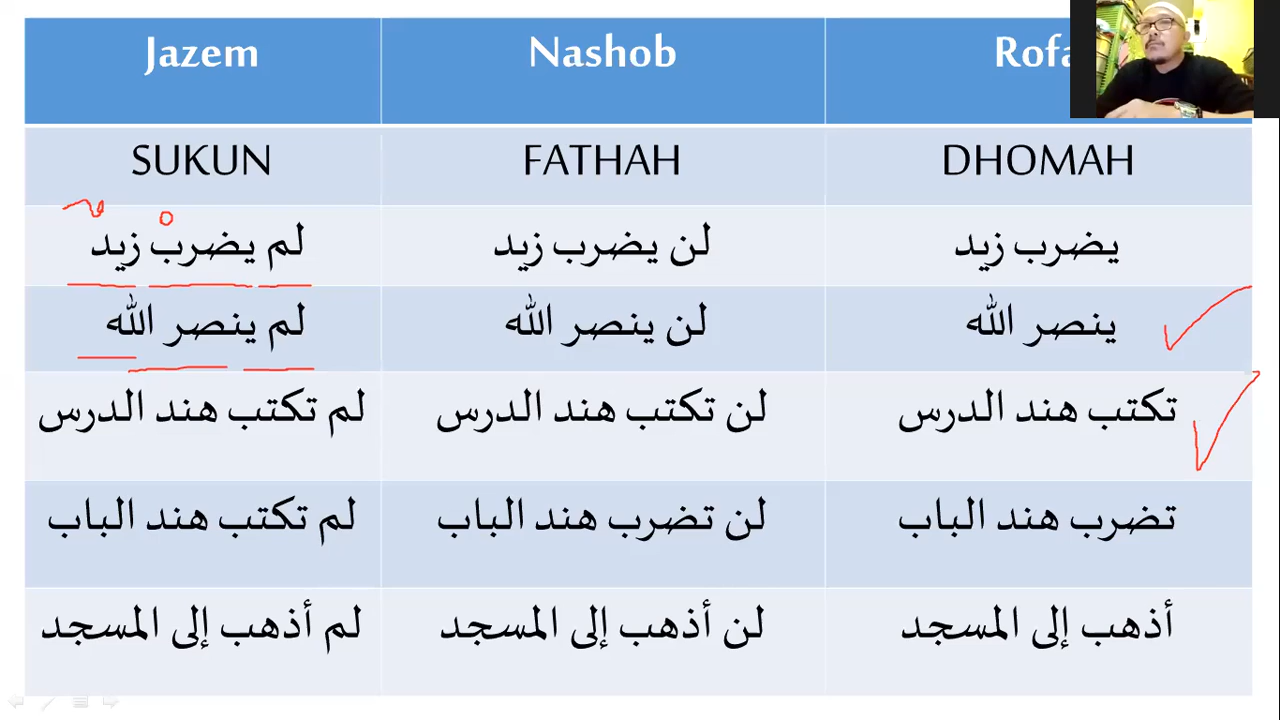 Jazem Nashob Rofa
SUKUN FATHAH DHOMAH
لم يضرب زيد لن يضرب زيد يضرب زيد
لم ينصر الله لن ينصر الله ينصر الله
لم تكتب هند الدرس لن تكتب هند الدرس تكتب هند الدرس
لم تكتب هند الباب لن تضرب هند الباب تضرب هند الباب
لم أذهب إلى المسجد لن أذهب إلى المسجد أذهب إلى المسجد